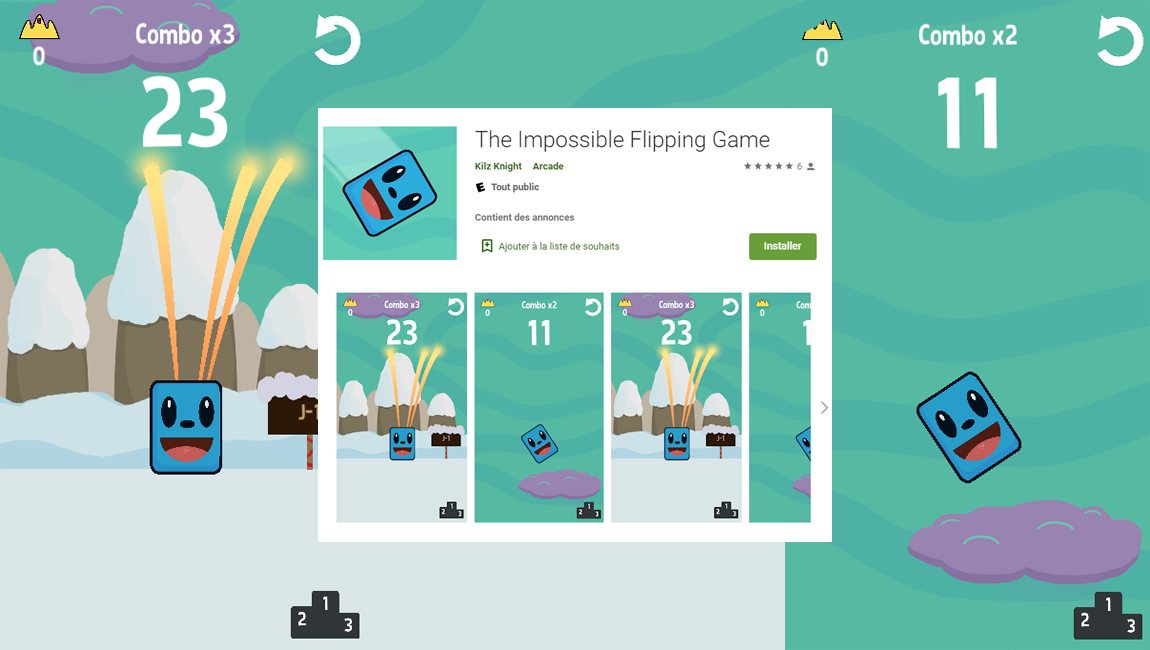 Combo x3
0
23
Combo x2
0
11
The Impossible Flipping Game
Kilz Knight Arcade
6
Tout public
Contient des annonces
Ajouter à la liste de souhaits
Installer
Combo x3
0
23
Combo x2
0
11
Combo x3
0
23
Com
0
1
J-1
J-1
J-1
2 1 3
2 1 3
2 1 3
2 1 3
2 1 3